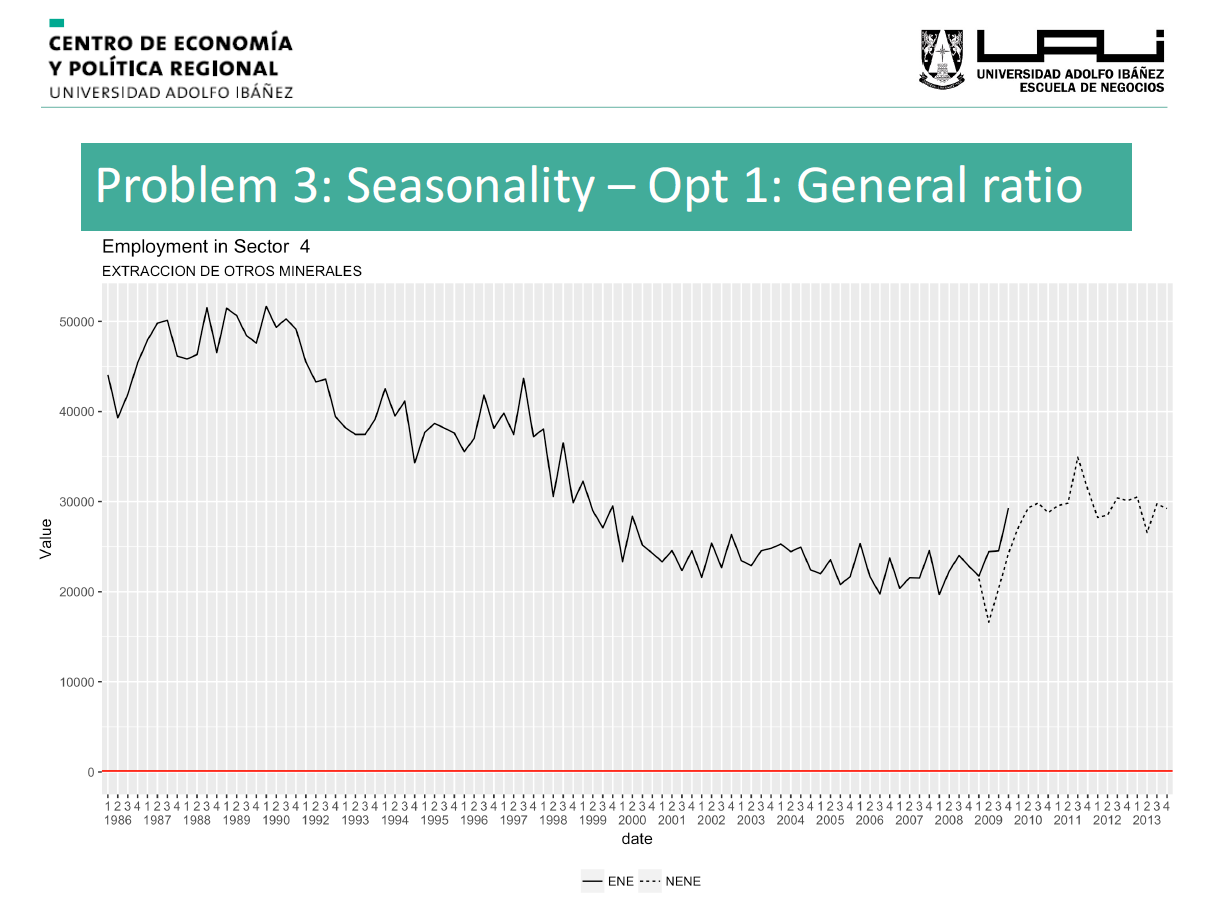 CENTRO DE ECONOMÍA
Y POLÍTICA REGIONAL
UNIVERSIDAD ADOLFO IBÁÑEZ
UAI
UNIVERSIDAD ADOLFO IBÁÑEZ
ESCUELA DE NEGOCIOS
Problem 3: Seasonality – Opt 1: General ratio
Employment in Sector 4
EXTRACCION DE OTROS MINERALES
50000
40000
30000
20000
10000
0
Value
1 2 3 4 1 2 3 4 1 2 3 4 1 2 3 4 1 2 3 4 1 2 3 4 1 2 3 4 1 2 3 4 1 2 3 4 1 2 3 4 1 2 3 4 1 2 3 4 1 2 3 4 1 2 3 4 1 2 3 4 1 2 3 4 1 2 3 4 1 2 3 4 1 2 3 4 1 2 3 4 1 2 3 4 1 2 3 4 1 2 3 4 1 2 3 4 1 2 3 4 1 2 3 4 1 2 3 4
1986 1987 1988 1989 1990 1992 1993 1994 1995 1996 1997 1998 1999 2000 2001 2002 2003 2004 2005 2006 2007 2008 2009 2010 2011 2012 2013
date
ENE NENE